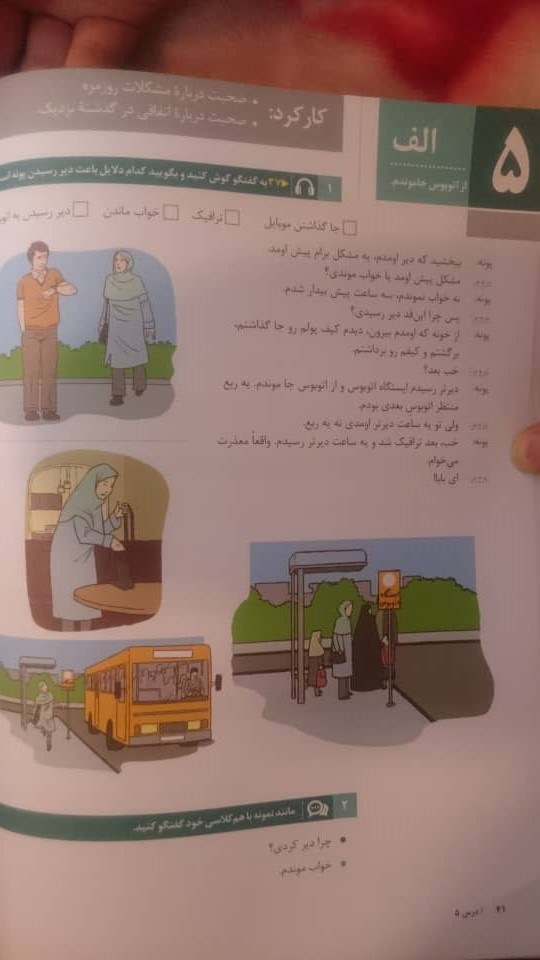 ۵
الف
از اتوبوس جا موندم.
کارکرد:
• صحبت دربارهٔ مشکلات روزمره
• صحبت دربارهٔ اتفاقی در گذشتهٔ نزدیک.
۱ ۳۷ به گفتگو گوش کنید و بگویید کدام دلایل باعث دیر رسیدن پونه
جا گذاشتن موبایل ترافیک خواب ماندن دیر رسیدن به
پونه: ببخشید که دیر اومدم، یه مشکل برام پیش اومد.
مشکل پیش اومد یا خواب موندی؟
پونه: نه خواب نموندم، سه ساعت پیش بیدار شدم.
پس چرا این‌قد دیر رسیدی؟
پونه: از خونه که اومدم بیرون، دیدم کیف پولم رو جا گذاشتم،
برگشتم و کیفم رو برداشتم.
خب بعد؟
پونه: دیرتر رسیدم ایستگاه اتوبوس و از اتوبوس جا موندم. یه ربع
منتظر اتوبوس بعدی بودم.
ولی تو یه ساعت دیرتر اومدی نه یه ربع.
پونه: خب، بعد ترافیک شد و یه ساعت دیرتر رسیدم. واقعاً معذرت
می‌خوام.
ای بابا!
۲ مانند نمونه با هم‌کلاسی خود گفتگو کنید.
• چرا دیر کردی؟
• خواب موندم.
۴۱ / درس ۵